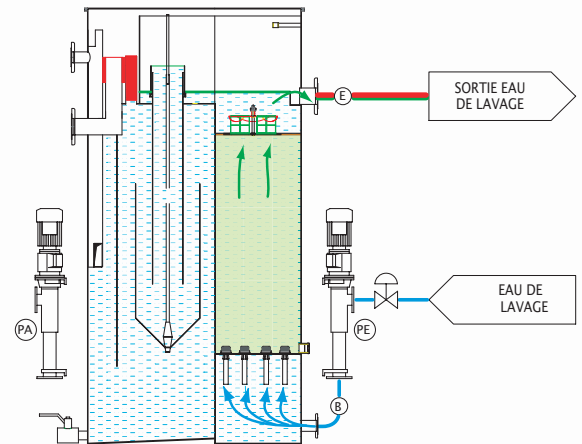 E
SORTIE EAU
DE LAVAGE
PA
PE
EAU DE
LAVAGE
B